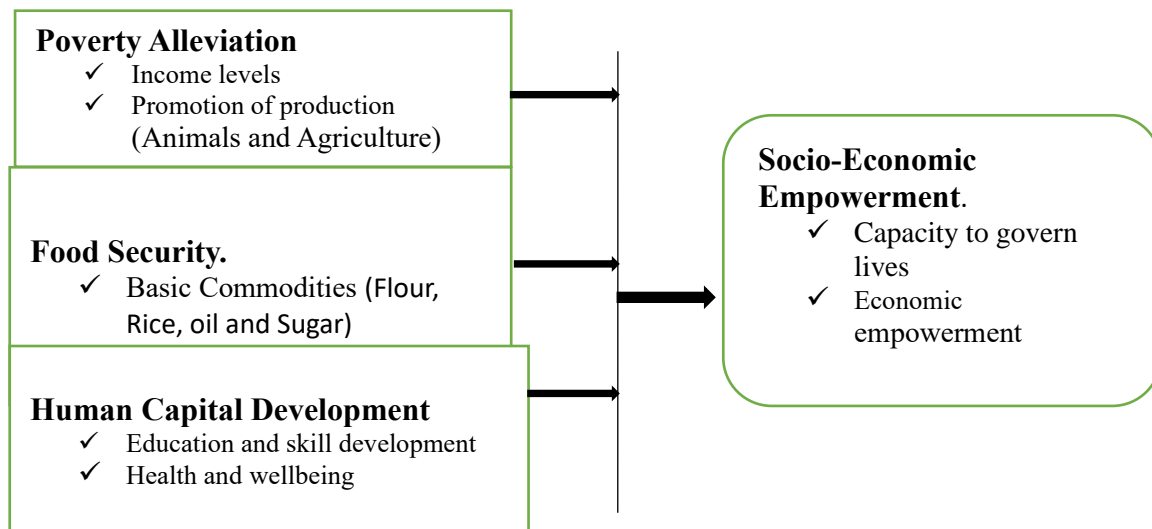 Poverty Alleviation
✓ Income levels
✓ Promotion of production
(Animals and Agriculture)
Food Security.
✓ Basic Commodities (Flour,
Rice, oil and Sugar)
Human Capital Development
✓ Education and skill development
✓ Health and wellbeing
Socio-Economic
Empowerment.
✓ Capacity to govern
lives
✓ Economic
empowerment